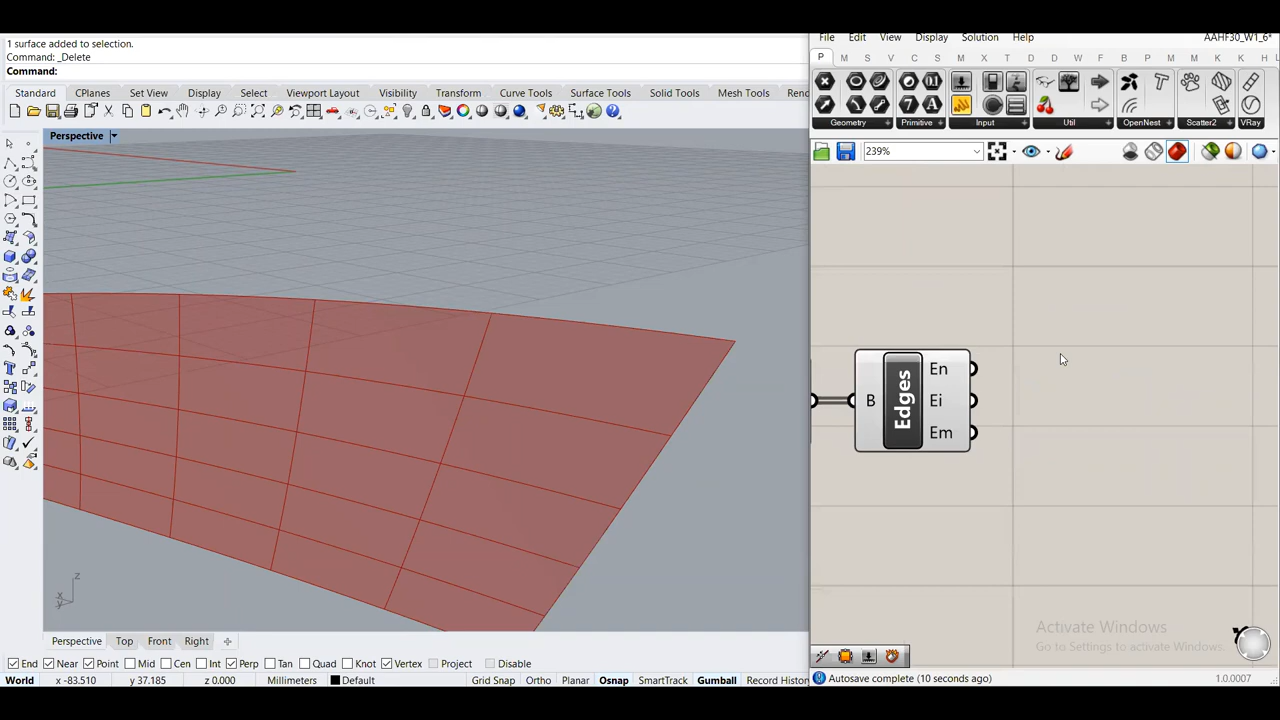 1 surface added to selection.
Command: _Delete
Command:
Standard CPlanes Set View Display Select Viewport Layout Visibility Transform Curve Tools Surface Tools Solid Tools Mesh Tools Rend
Perspective
z
x
y
Perspective Top Front Right
End Near Point Mid Cen Int Perp Tan Quad Knot Vertex Project Disable
World x -83.510 y 37.185 z 0.000 Millimeters Default Grid Snap Ortho Planar Osnap SmartTrack Gumball Record History
File Edit View Display Solution Help AAHF30_W1_6*
P M S V C S M X T D D V F B P M T M K A H L
Geometry Primitive Input Util OpenNest Scatter2 VRay
239%
B Edges En
Ei
Em
Activate Windows
Go to Settings to activate Windows.
Autosave complete (10 seconds ago) 1.0.0007